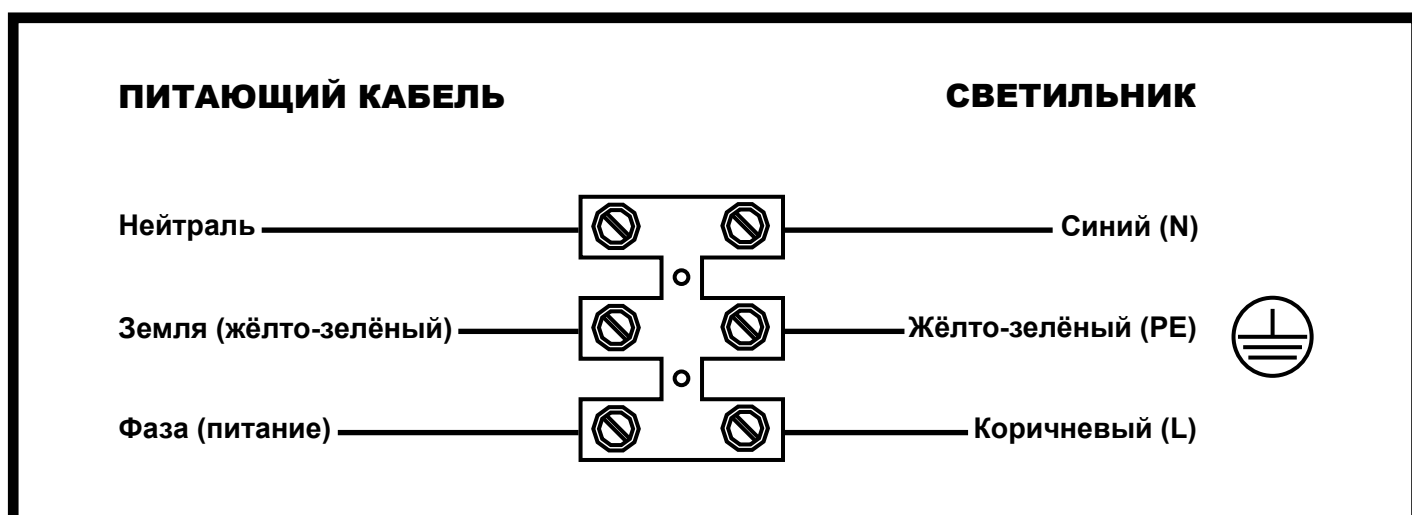 ПИТАЮЩИЙ КАБЕЛЬ СВЕТИЛЬНИК
Нейтраль Синий (N)
Земля (жёлто-зелёный) Жёлто-зелёный (PE)
Фаза (питание) Коричневый (L)